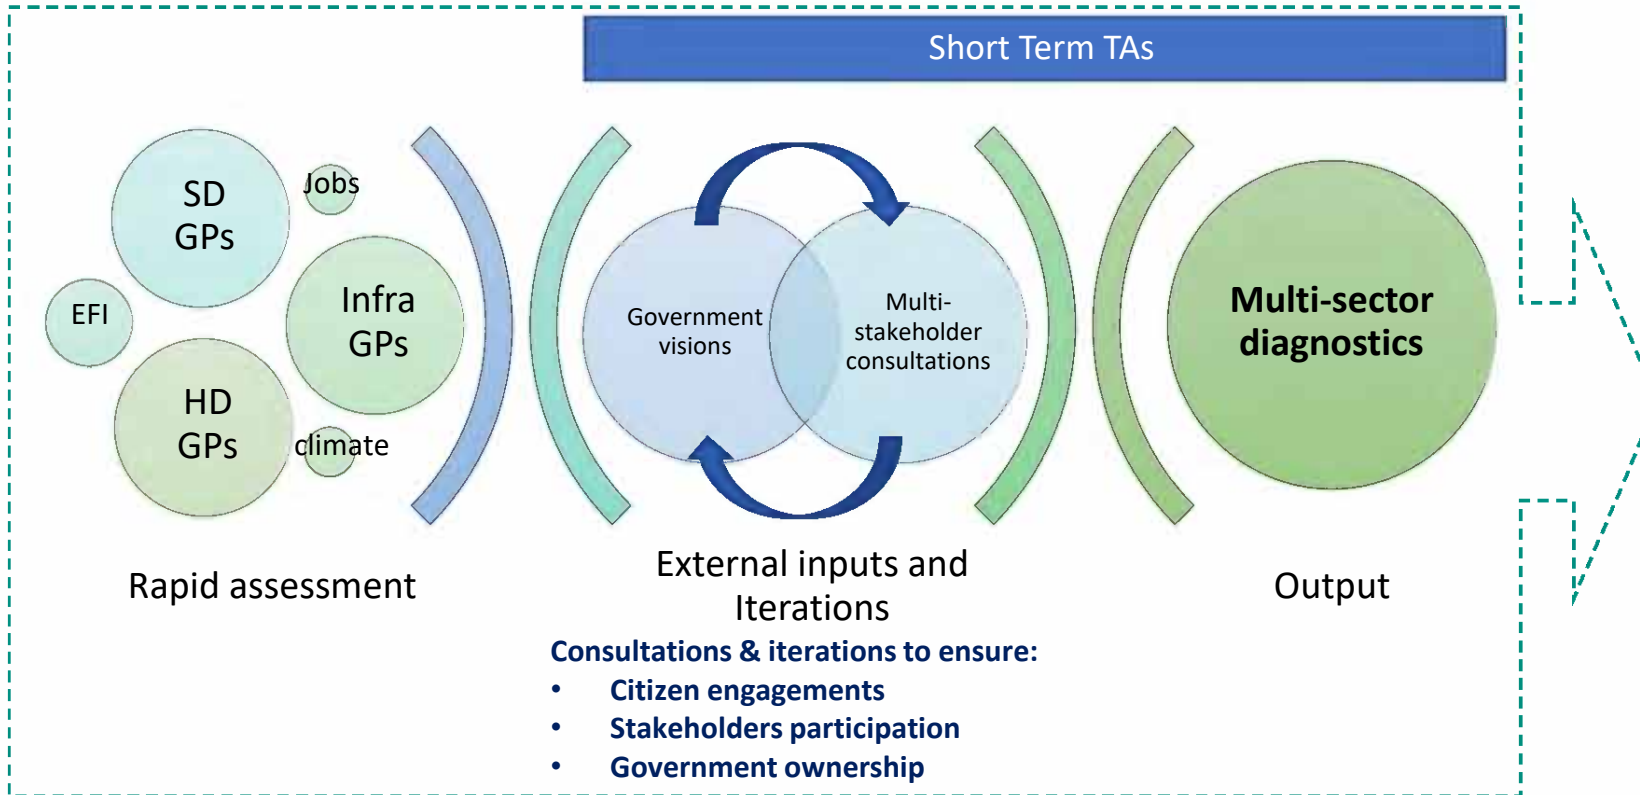 Short Term TAs
SD
GPs
Jobs
EFI
Infra
GPs
HD
GPs
climate
Government
visions
Multi-
stakeholder
consultations
Multi-sector
diagnostics
Rapid assessment
External inputs and
Iterations
Output
Consultations & iterations to ensure:
• Citizen engagements
• Stakeholders participation
• Government ownership